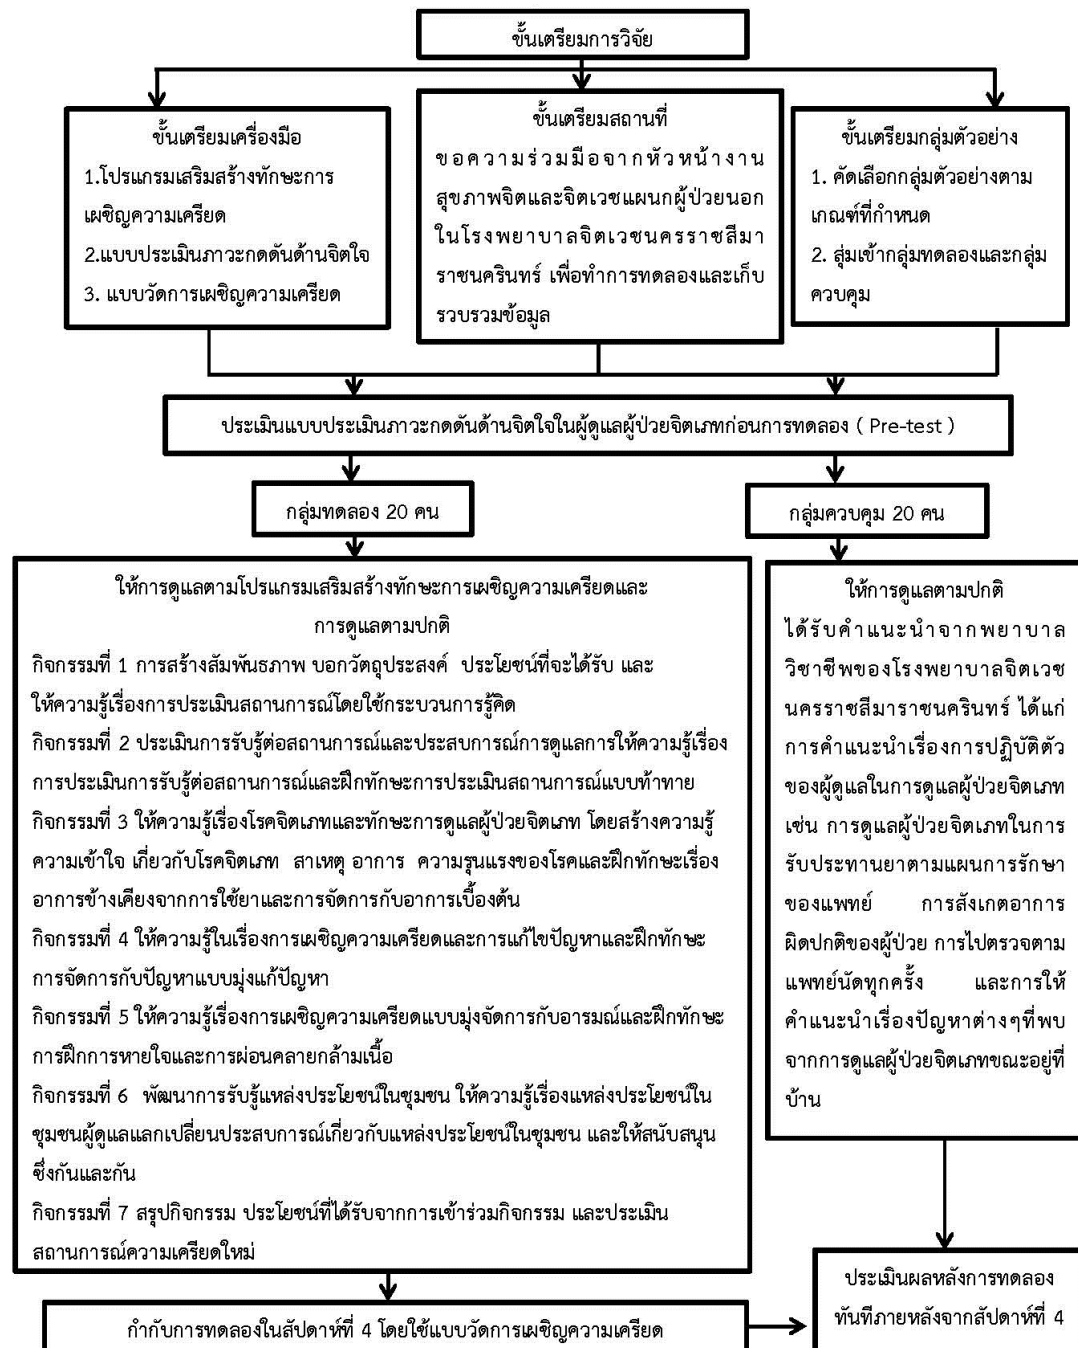 ขั้นเตรียมการวิจัย
ขั้นเตรียมเครื่องมือ
1.โปรแกรมเสริมสร้างทักษะการ
เผชิญความเครียด
2.แบบประเมินภาวะกดดันด้านจิตใจ
3. แบบวัดการเผชิญความเครียด
ขั้นเตรียมสถานที่
ขอความร่วมมือจากหัวหน้างาน
สุขภาพจิตและจิตเวชแผนกผู้ป่วยนอก
ในโรงพยาบาลจิตเวชนครราชสีมา
ราชนครินทร์ เพื่อทำการทดลองและเก็บ
รวบรวมข้อมูล
ขั้นเตรียมกลุ่มตัวอย่าง
1. คัดเลือกกลุ่มตัวอย่างตาม
เกณฑ์ที่กำหนด
2. สุ่มเข้ากลุ่มทดลองและกลุ่ม
ควบคุม
ประเมินแบบประเมินภาวะกดดันด้านจิตใจในผู้ดูแลผู้ป่วยจิตเภทก่อนการทดลอง ( Pre-test )
กลุ่มทดลอง 20 คน
กลุ่มควบคุม 20 คน
ให้การดูแลตามโปรแกรมเสริมสร้างทักษะการเผชิญความเครียดและ
การดูแลตามปกติ
กิจกรรมที่ 1 การสร้างสัมพันธภาพ บอกวัตถุประสงค์ ประโยชน์ที่จะได้รับ และ
ให้ความรู้เรื่องการประเมินสถานการณ์โดยใช้กระบวนการรู้คิด
กิจกรรมที่ 2 ประเมินการรับรู้ต่อสถานการณ์และประสบการณ์การดูแลการให้ความรู้เรื่อง
การประเมินการรับรู้ต่อสถานการณ์และฝึกทักษะการประเมินสถานการณ์แบบท้าทาย
กิจกรรมที่ 3 ให้ความรู้เรื่องโรคจิตเภทและทักษะการดูแลผู้ป่วยจิตเภท โดยสร้างความรู้
ความเข้าใจ เกี่ยวกับโรคจิตเภท สาเหตุ อาการ ความรุนแรงของโรคและฝึกทักษะเรื่อง
อาการข้างเคียงจากการใช้ยาและการจัดการกับอาการเบื้องต้น
กิจกรรมที่ 4 ให้ความรู้ในเรื่องการเผชิญความเครียดและการแก้ไขปัญหาและฝึกทักษะ
การจัดการกับปัญหาแบบมุ่งแก้ปัญหา
กิจกรรมที่ 5 ให้ความรู้เรื่องการเผชิญความเครียดแบบมุ่งจัดการกับอารมณ์และฝึกทักษะ
การฝึกการหายใจและการผ่อนคลายกล้ามเนื้อ
กิจกรรมที่ 6 พัฒนาการรับรู้แหล่งประโยชน์ในชุมชน ให้ความรู้เรื่องแหล่งประโยชน์ใน
ชุมชนผู้ดูแลแลกเปลี่ยนประสบการณ์เกี่ยวกับแหล่งประโยชน์ในชุมชน และให้สนับสนุน
ซึ่งกันและกัน
กิจกรรมที่ 7 สรุปกิจกรรม ประโยชน์ที่ได้รับจากการเข้าร่วมกิจกรรม และประเมิน
สถานการณ์ความเครียดใหม่
ให้การดูแลตามปกติ
ได้รับคำแนะนำจากพยาบาล
วิชาชีพของโรงพยาบาลจิตเวช
นครราชสีมาราชนครินทร์ ได้แก่
การคำแนะนำเรื่องการปฏิบัติตัว
ของผู้ดูแลในการดูแลผู้ป่วยจิตเภท
เช่น การดูแลผู้ป่วยจิตเภทในการ
รับประทานยาตามแผนการรักษา
ของแพทย์ การสังเกตอาการ
ผิดปกติของผู้ป่วย การไปตรวจตาม
แพทย์นัดทุกครั้ง และการให้
คำแนะนำเรื่องปัญหาต่างๆที่พบ
จากการดูแลผู้ป่วยจิตเภทขณะอยู่ที่
บ้าน
กำกับการทดลองในสัปดาห์ที่ 4 โดยใช้แบบวัดการเผชิญความเครียด
ประเมินผลหลังการทดลอง
ทันทีภายหลังจากสัปดาห์ที่ 4